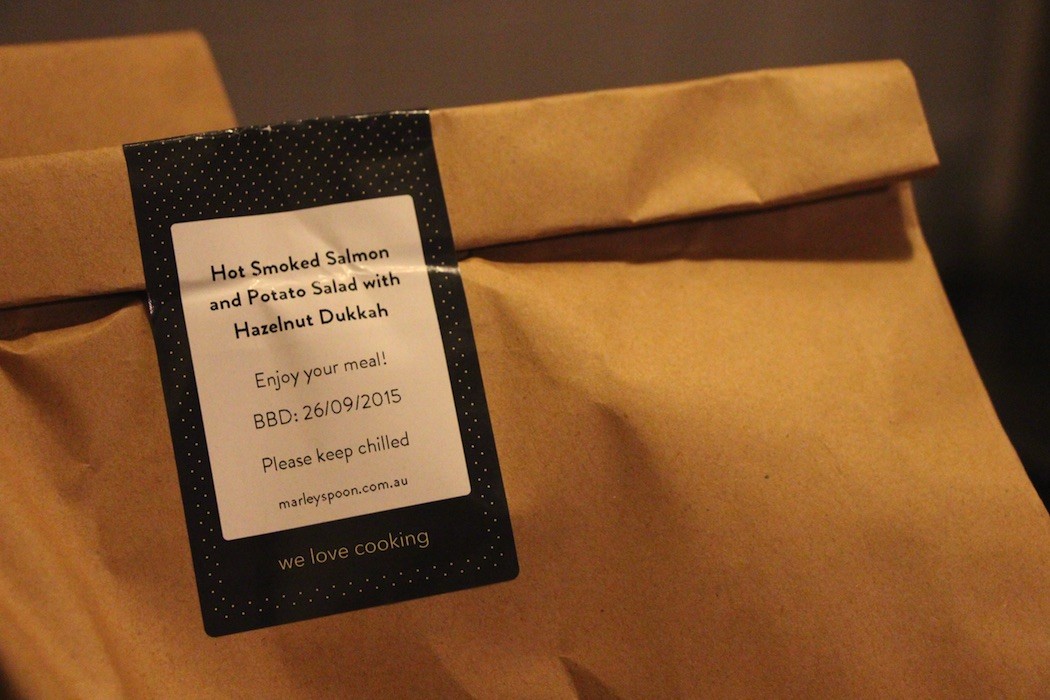 Hot Smoked Salmon
and Potato Salad with
Hazelnut Dukkah
Enjoy your meal!
BBD: 26/09/2015
Please keep chilled
marleyspoon.com.au
we love cooking